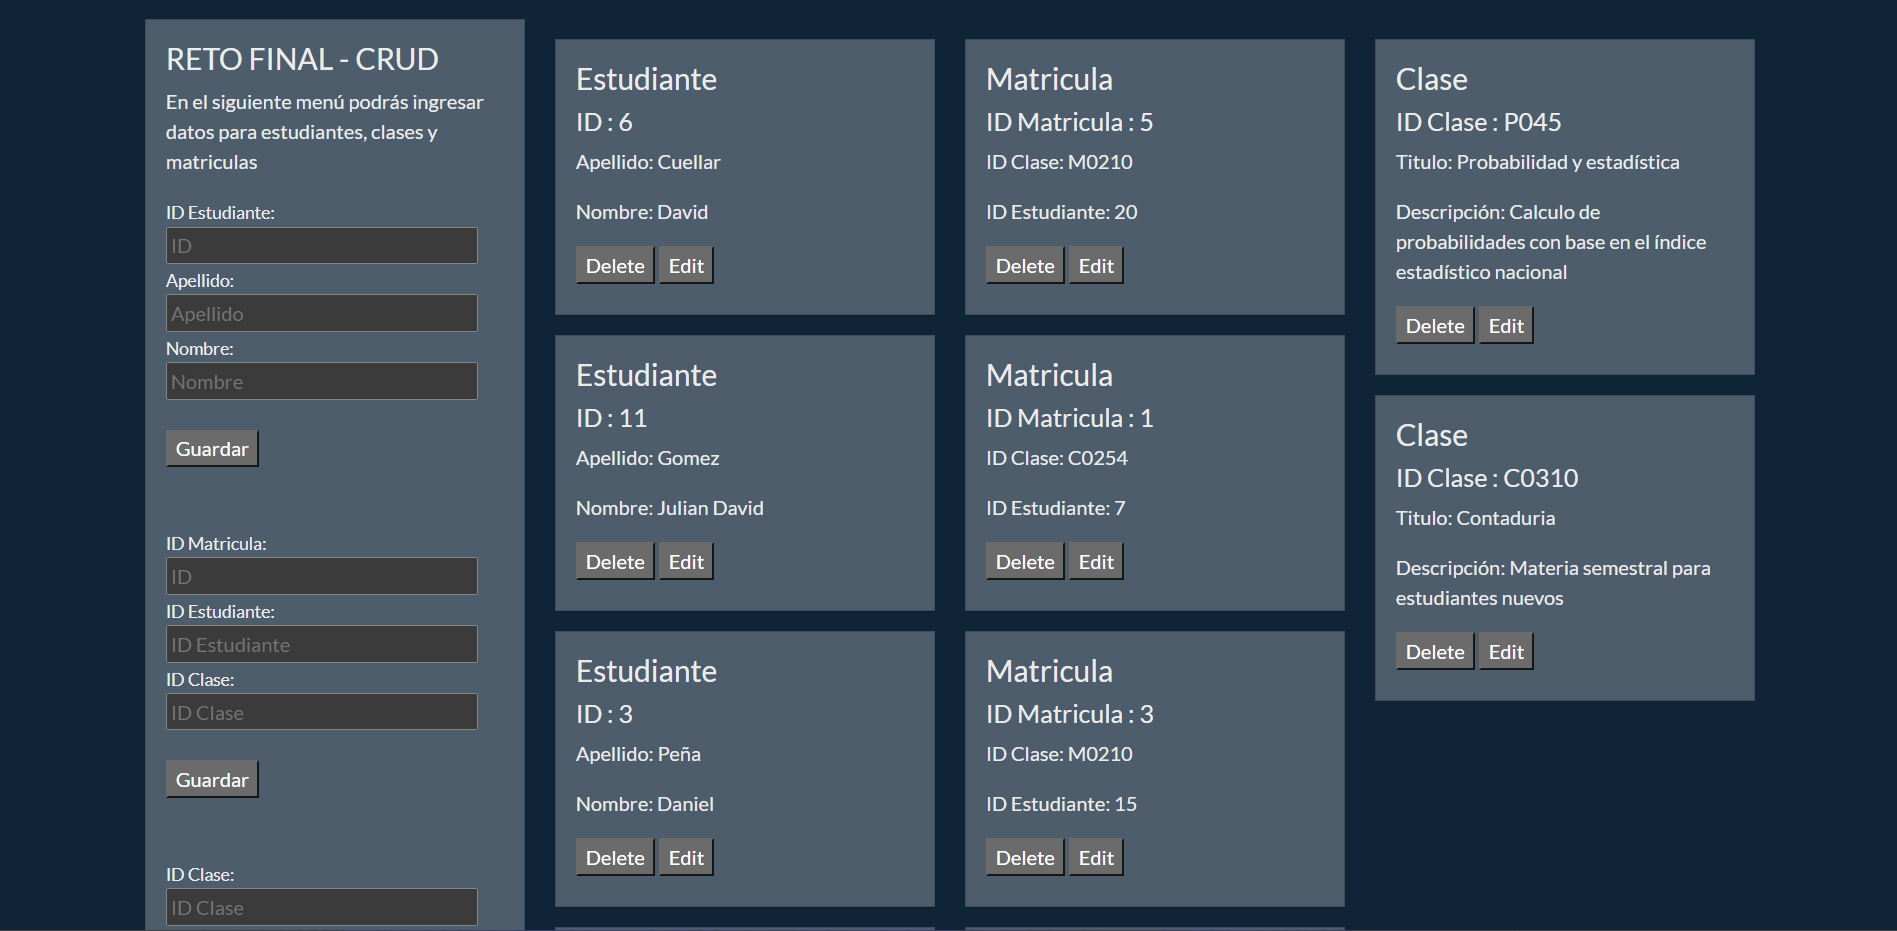 RETO FINAL - CRUD
En el siguiente menú podrás ingresar
datos para estudiantes, clases y
matriculas
ID Estudiante:
ID
Apellido:
Apellido
Nombre:
Nombre
Guardar
ID Matricula:
ID
ID Estudiante:
ID Estudiante
ID Clase:
ID Clase
Guardar
ID Clase:
ID Clase
Estudiante
ID : 6
Apellido: Cuellar
Nombre: David
Delete Edit
Estudiante
ID : 11
Apellido: Gomez
Nombre: Julian David
Delete Edit
Estudiante
ID : 3
Apellido: Peña
Nombre: Daniel
Delete Edit
Matricula
ID Matricula : 5
ID Clase: M0210
ID Estudiante: 20
Delete Edit
Matricula
ID Matricula : 1
ID Clase: C0254
ID Estudiante: 7
Delete Edit
Matricula
ID Matricula : 3
ID Clase: M0210
ID Estudiante: 15
Delete Edit
Clase
ID Clase : P045
Titulo: Probabilidad y estadística
Descripción: Calculo de
probabilidades con base en el índice
estadístico nacional
Delete Edit
Clase
ID Clase : C0310
Titulo: Contaduria
Descripción: Materia semestral para
estudiantes nuevos
Delete Edit